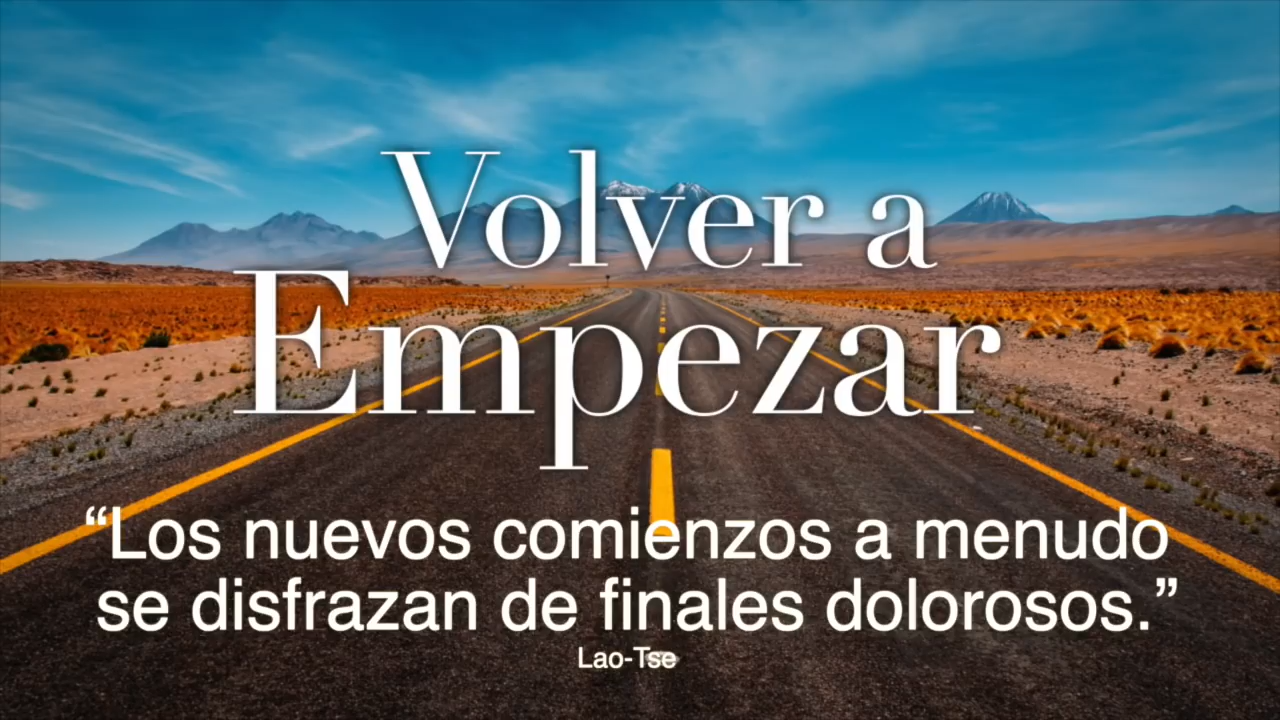 Volver a
Empezar
“Los nuevos comienzos a menudo
se disfrazan de finales dolorosos.”
Lao-Tse